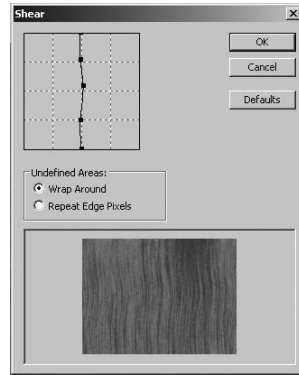 Shear
OK
Cancel
Defaults
Undefined Areas:
Wrap Around
Repeat Edge Pixels